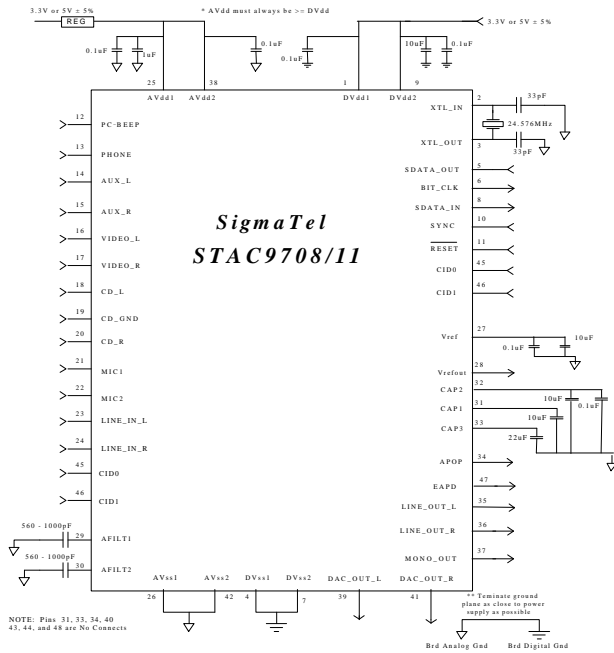 3.3V or 5V ± 5%
REG
* AVdd must always be >= DVdd
3.3V or 5V ± 5%
0.1uF
1uF
0.1uF
0.1uF
10uF
0.1uF
25
38
1
9
AVdd1
AVdd2
DVdd1
DVdd2
SigmaTel
STAC9708/11
12
PC-BEEP
13
PHONE
14
AUX_L
15
AUX_R
16
VIDEO_L
17
VIDEO_R
18
CD_L
19
CD_GND
20
CD_R
21
MIC1
22
MIC2
23
LINE_IN_L
24
LINE_IN_R
45
CID0
46
CID1
560 - 1000pF
29
AFILT1
560 - 1000pF
30
AFILT2
XTL_IN
2
33pF
24.576MHz
XTL_OUT
3
33pF
SDATA_OUT
5
BIT_CLK
6
SDATA_IN
8
SYNC
10
RESET
11
CID0
45
CID1
46
Vref
27
0.1uF
10uF
Vrefout
28
CAP2
32
10uF
0.1uF
CAP1
31
10uF
CAP3
33
22uF
APOP
34
EAPD
47
LINE_OUT_L
35
LINE_OUT_R
36
MONO_OUT
37
AVss1
AVss2
DVss1
DVss2
DAC_OUT_L
DAC_OUT_R
26
42
4
7
39
41
** Teminate ground
plane as close to power
supply as possible
Brd Analog Gnd
Brd Digital Gnd
NOTE: Pins 31, 33, 34, 40
43, 44, and 48 are No Connects